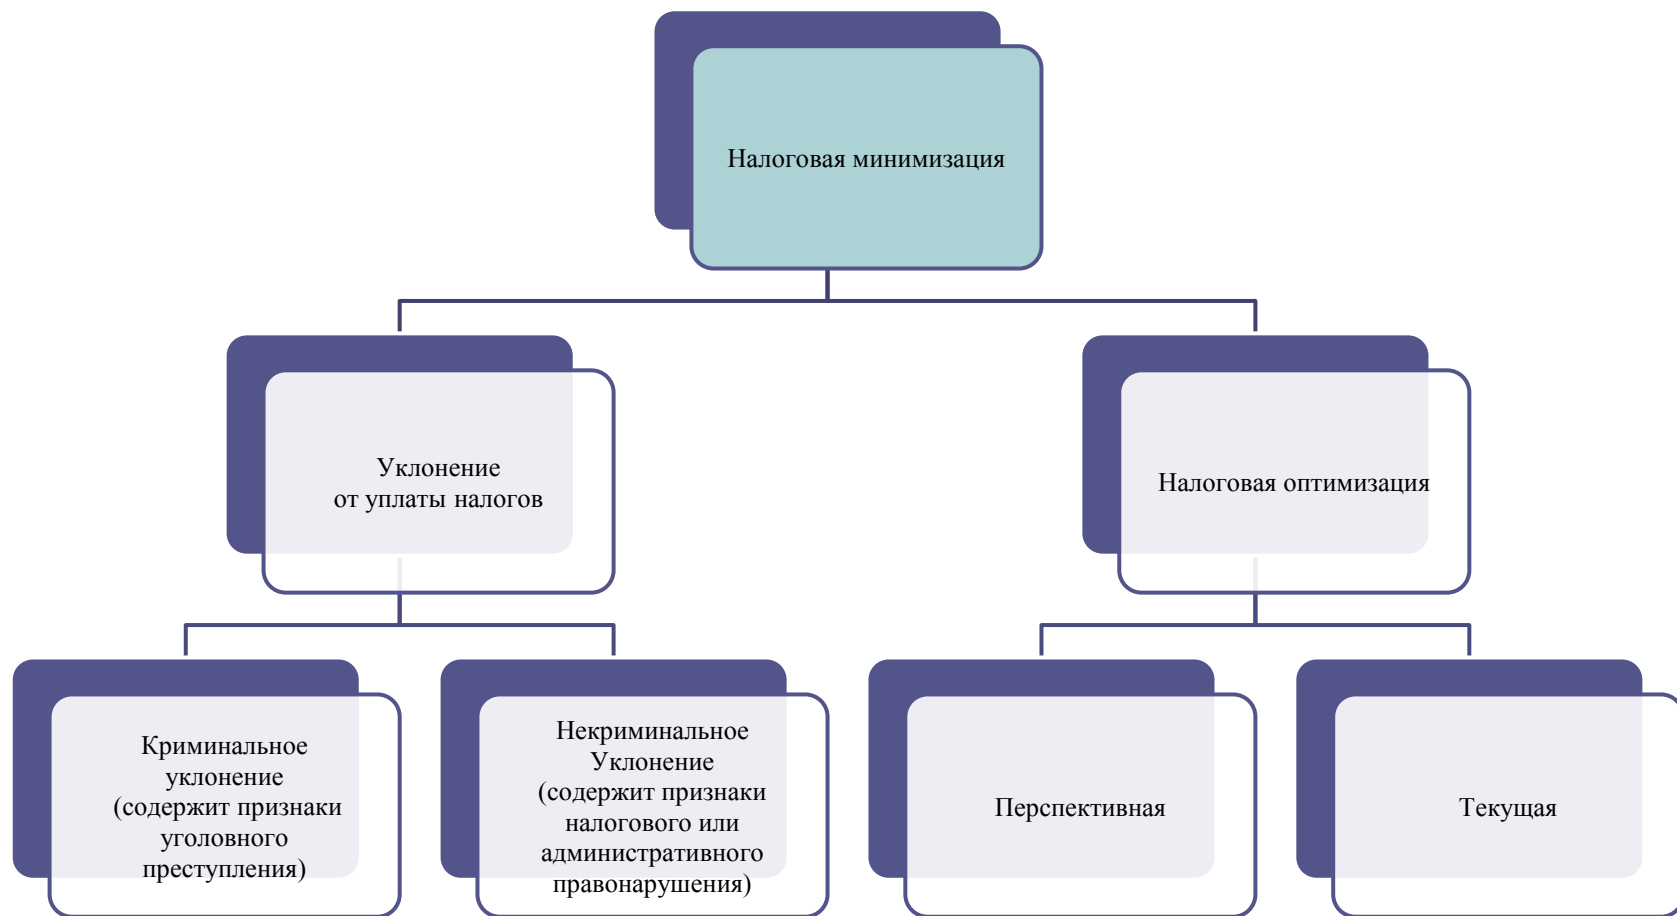 Налоговая минимизация
Уклонение
от уплаты налогов
Налоговая оптимизация
Криминальное
уклонение
(содержит признаки
уголовного
преступления)
Некриминальное
Уклонение
(содержит признаки
налогового или
административного
правонарушения)
Перспективная
Текущая